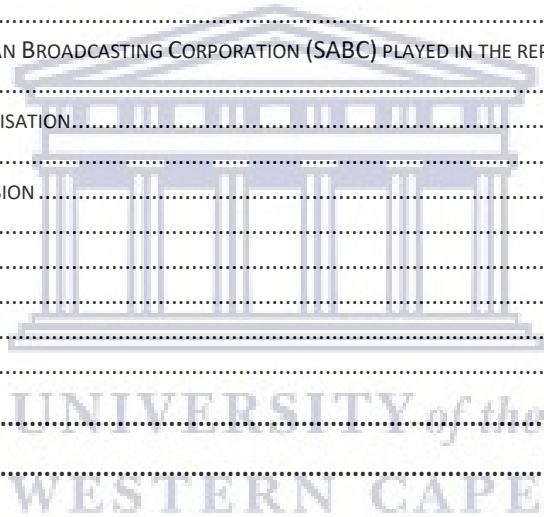 AN BROADCASTING CORPORATION (SABC) PLAYED IN THE REP
ISATION
SION
UNIVERSITY of the
WESTERN CAPE